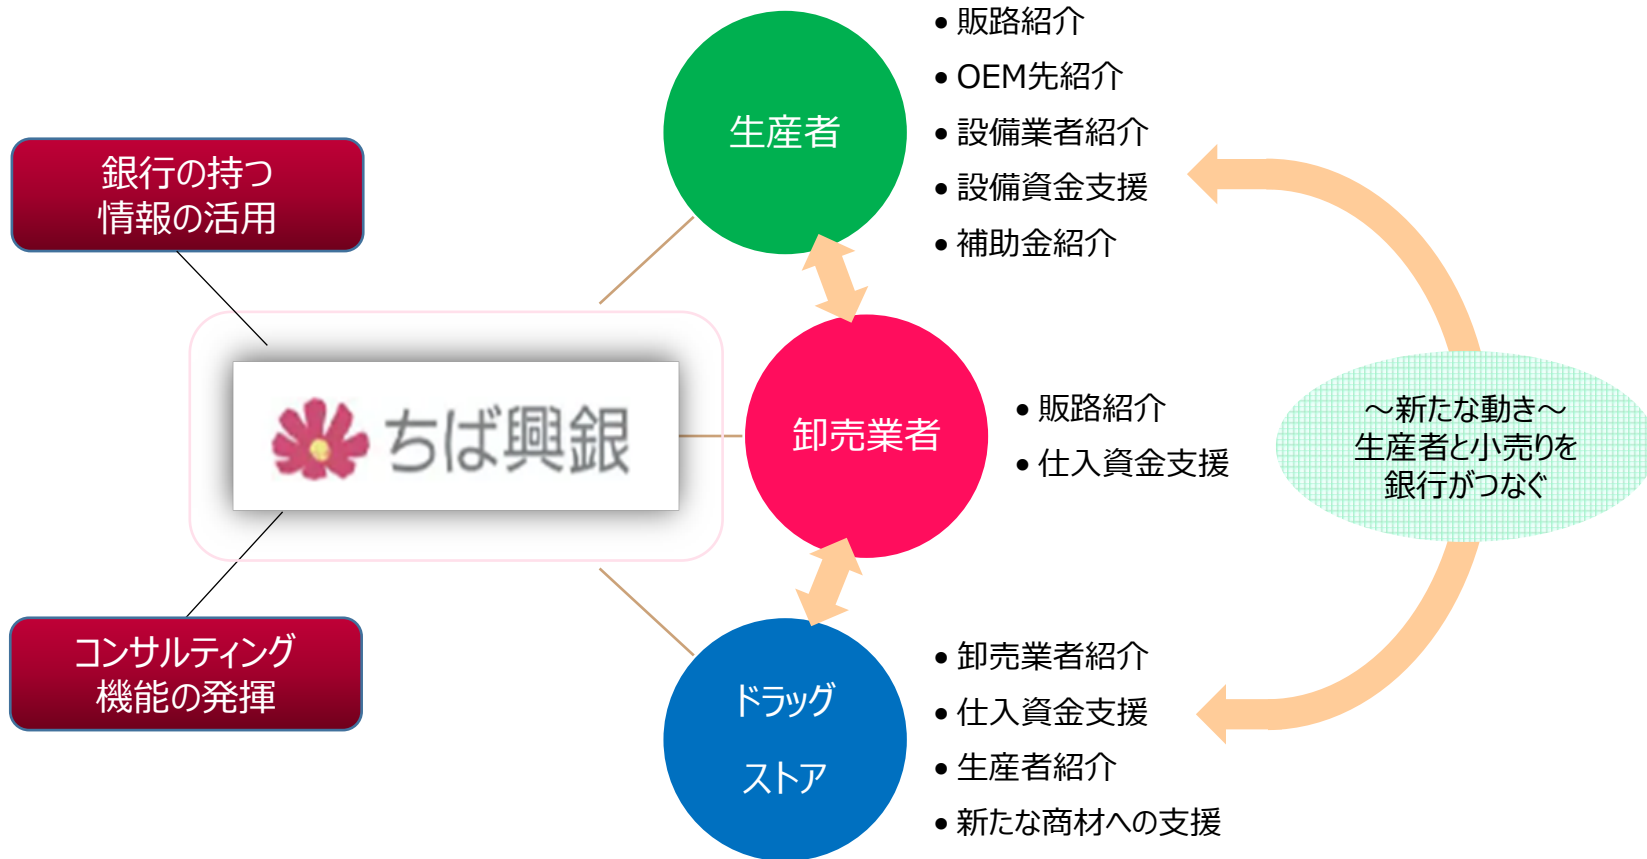 銀行の持つ
情報の活用
ちば興銀
コンサルティング
機能の発揮
生産者
• 販路紹介
• OEM先紹介
• 設備業者紹介
• 設備資金支援
• 補助金紹介
卸売業者
• 販路紹介
• 仕入資金支援
ドラッグ
ストア
• 卸売業者紹介
• 仕入資金支援
• 生産者紹介
• 新たな商材への支援
～新たな動き～
生産者と小売りを
銀行がつなぐ